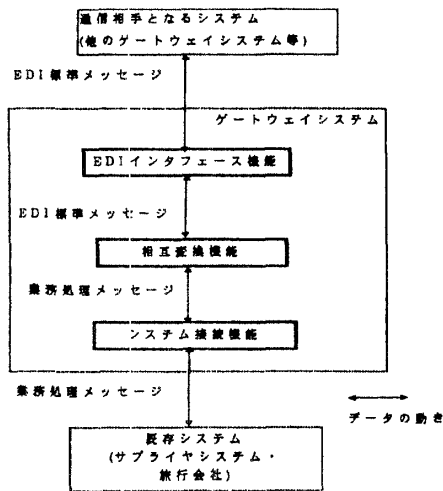 通信相手となるシステム
(他のゲートウェイシステム等)
EDI標準メッセージ
ゲートウェイシステム
EDIインタフェース機能
EDI標準メッセージ
相互変換機能
業務処理メッセージ
システム接続機能
業務処理メッセージ
データの動き
既存システム
(サプライヤシステム・
旅行会社)